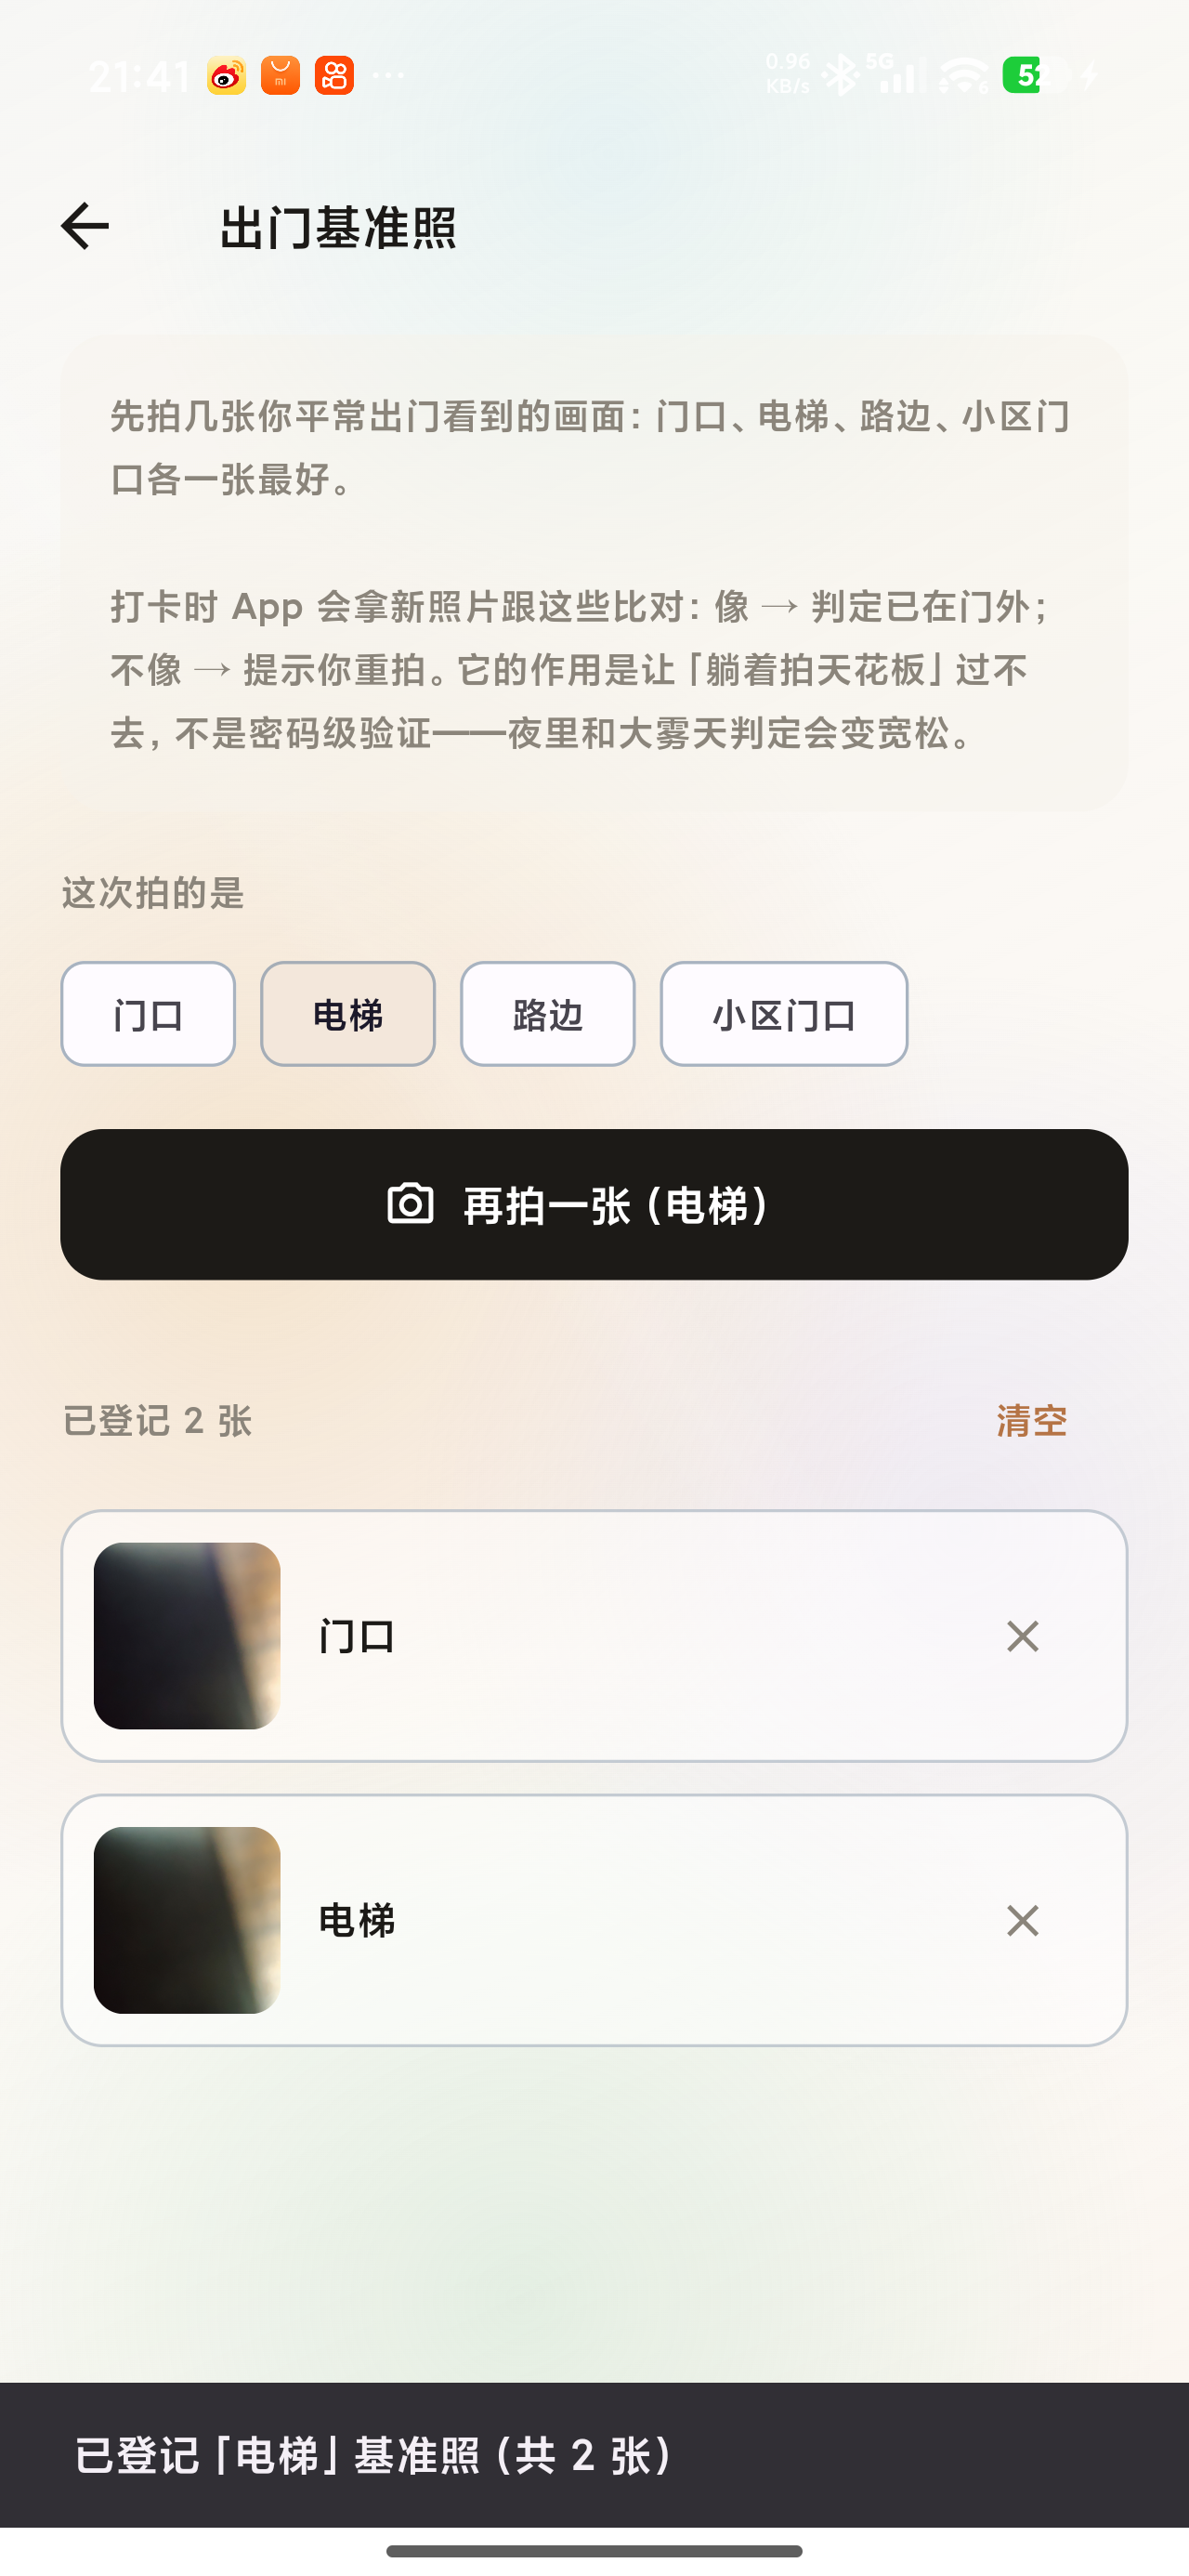 21:41
0.96
KB/s
5G
6
52
出门基准照
先拍几张你平常出门看到的画面：门口、电梯、路边、小区门
口各一张最好。
打卡时 App 会拿新照片跟这些比对：像 → 判定已在门外；
不像 → 提示你重拍。它的作用是让「躺着拍天花板」过不
去，不是密码级验证——夜里和大雾天判定会变宽松。
这次拍的是
门口
电梯
路边
小区门口
再拍一张（电梯）
已登记 2 张
清空
门口
电梯
已登记「电梯」基准照（共 2 张）